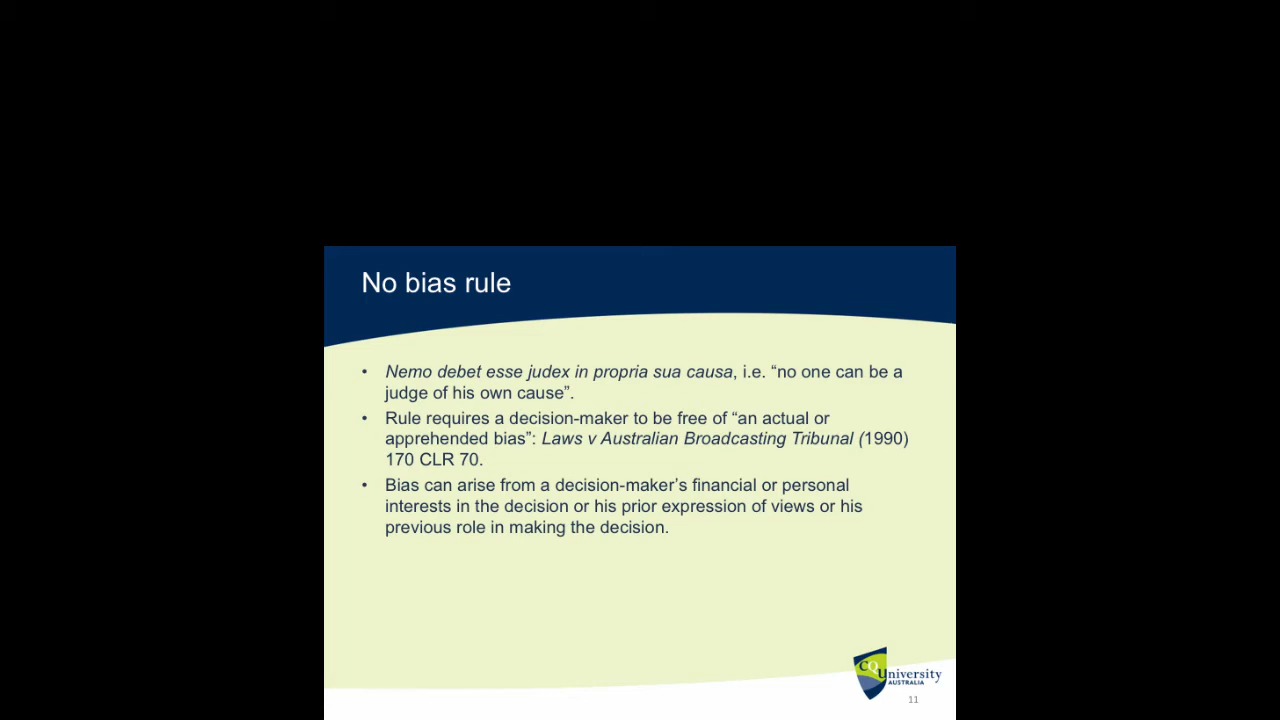 No bias rule
• Nemo debet esse judex in propria sua causa, i.e. “no one can be a
judge of his own cause”.
• Rule requires a decision-maker to be free of “an actual or
apprehended bias”: Laws v Australian Broadcasting Tribunal (1990)
170 CLR 70.
• Bias can arise from a decision-maker’s financial or personal
interests in the decision or his prior expression of views or his
previous role in making the decision.
CQUniversity
AUSTRALIA
11